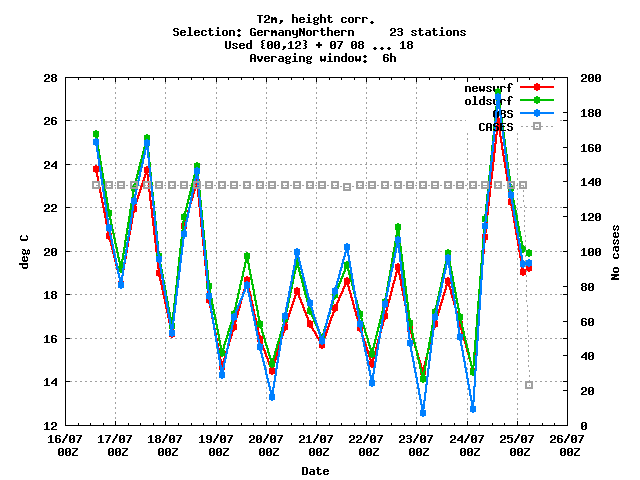 T2m, height corr.
Selection: GermanyNorthern 23 stations
Used {00,12} + 07 08 ... 18
Averaging window: 6h
newsurf
oldsurf
OBS
CASES
28
26
24
22
20
18
16
14
12
deg C
200
180
160
140
120
100
80
60
40
20
0
No cases
16/07 17/07 18/07 19/07 20/07 21/07 22/07 23/07 24/07 25/07 26/07
00Z 00Z 00Z 00Z 00Z 00Z 00Z 00Z 00Z 00Z 00Z
Date